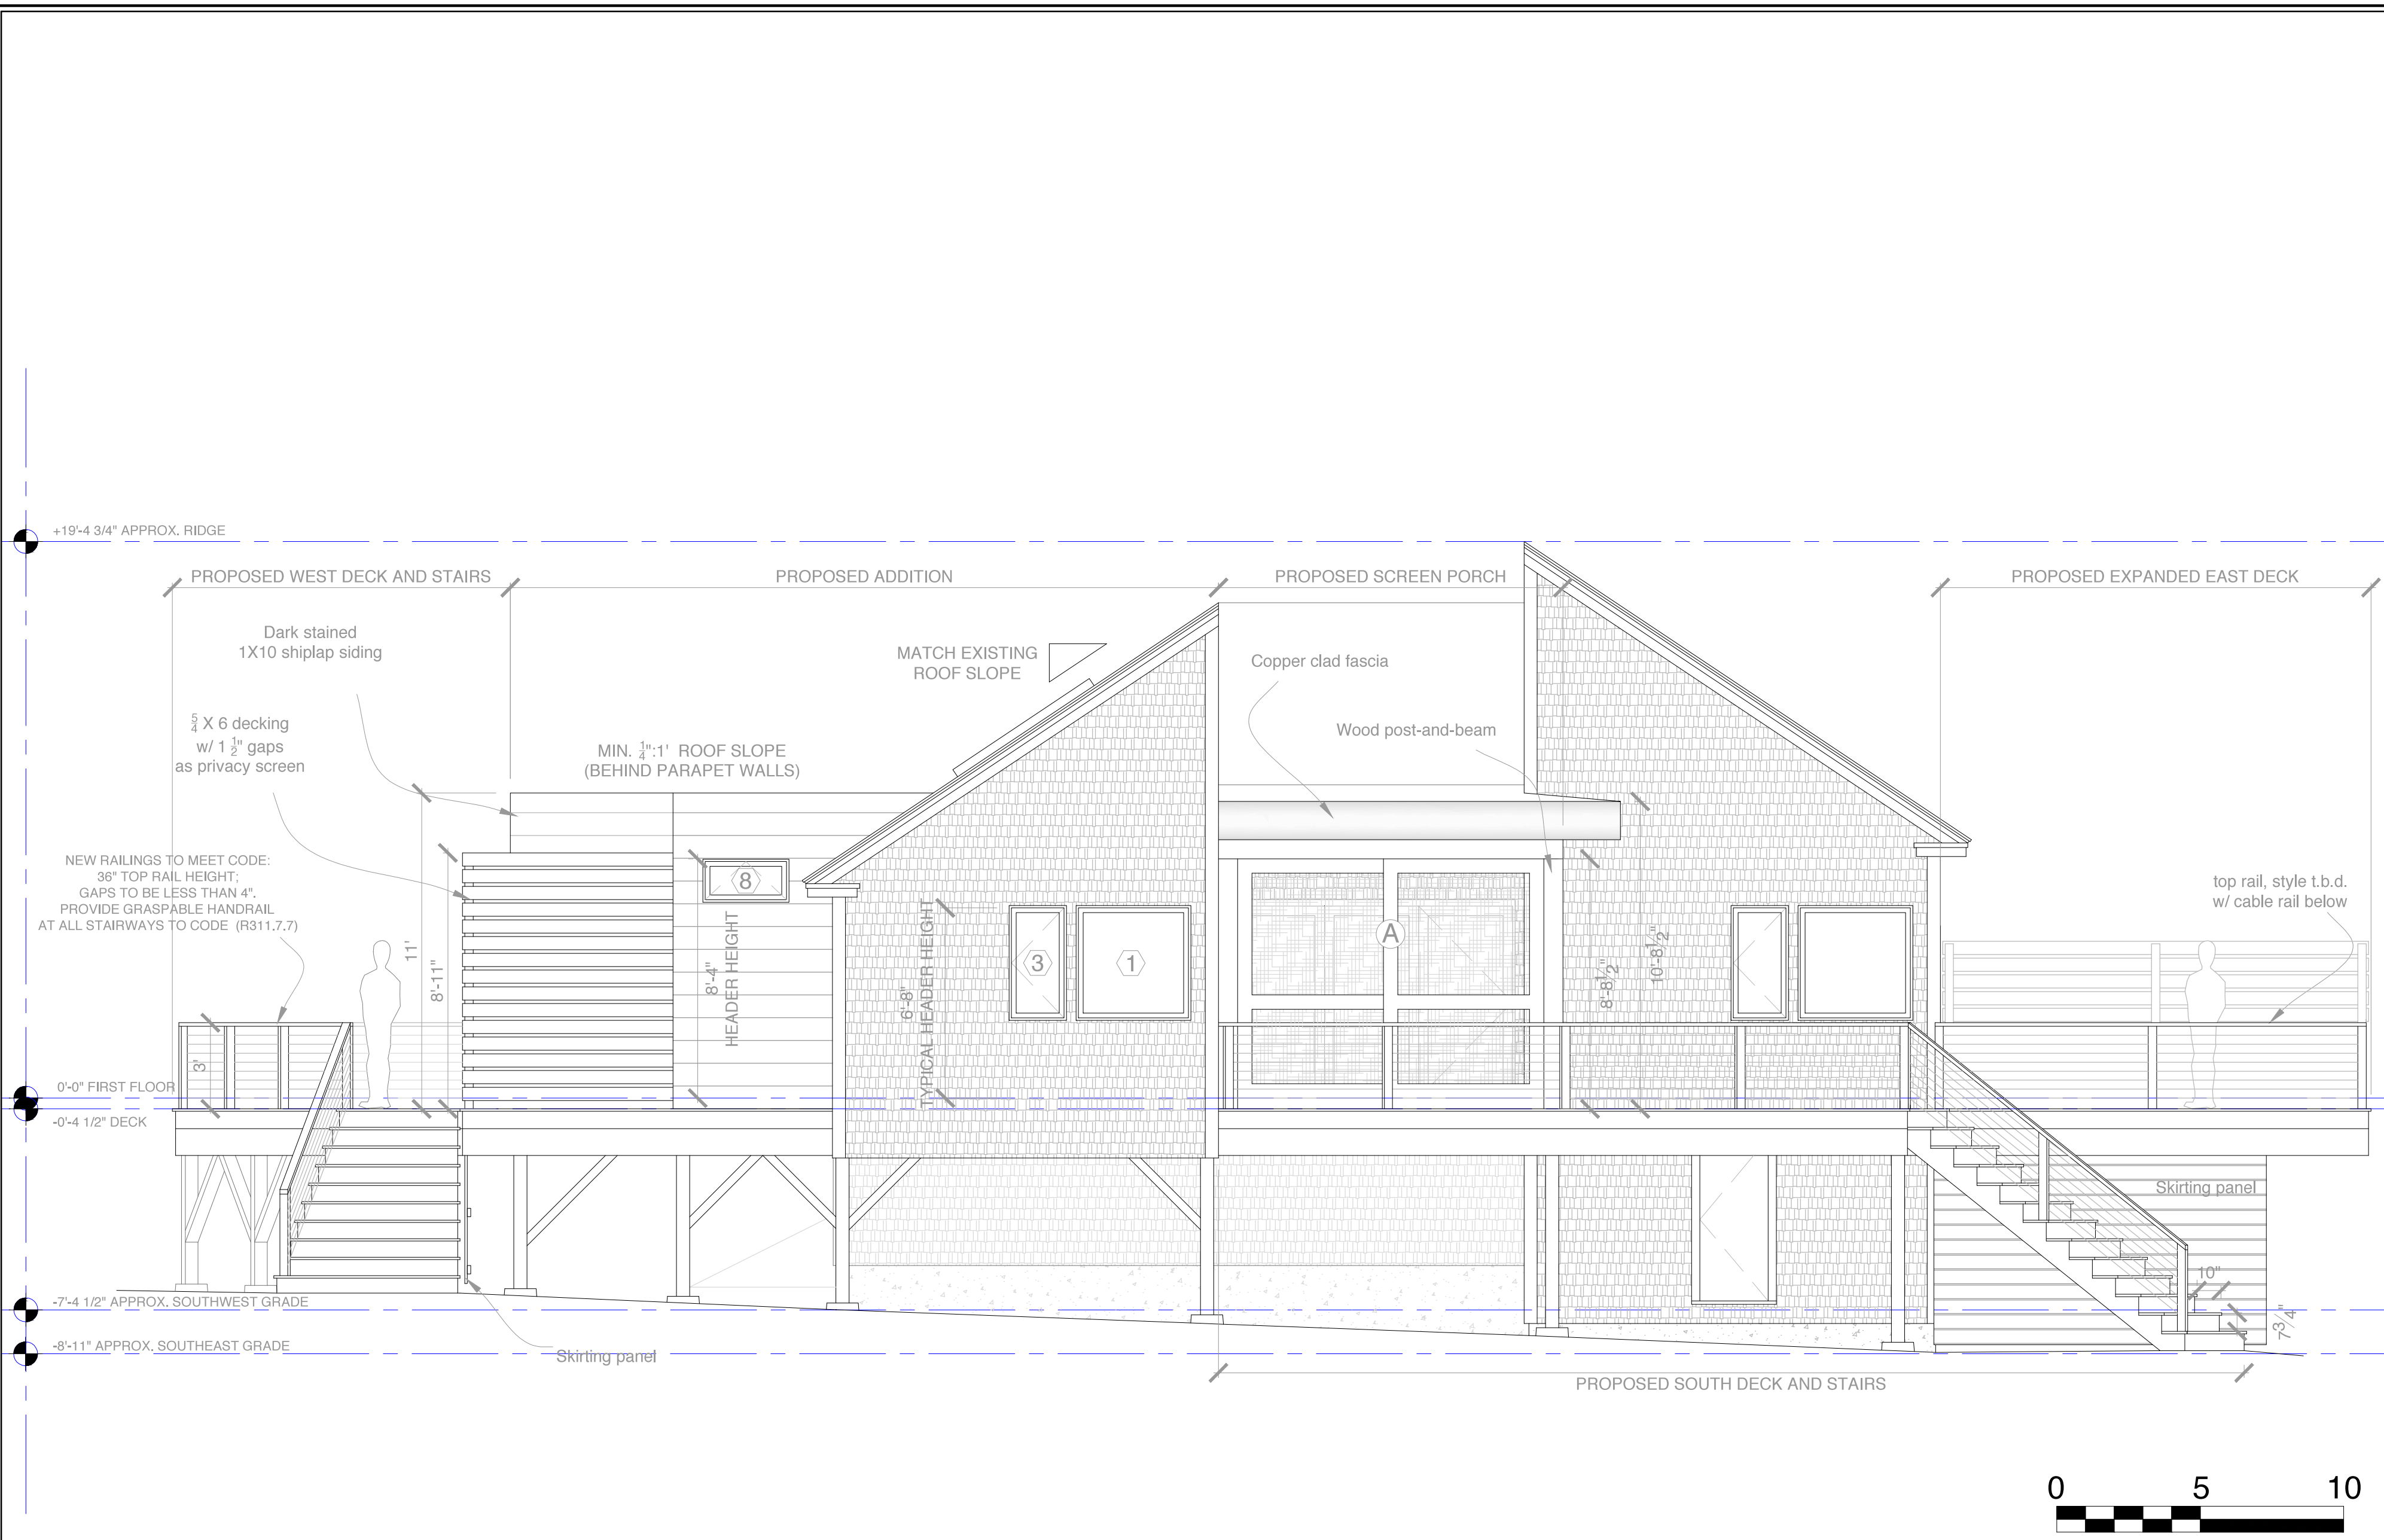 +19'-4 3/4" APPROX. RIDGE
PROPOSED WEST DECK AND STAIRS
PROPOSED ADDITION
PROPOSED SCREEN PORCH
PROPOSED EXPANDED EAST DECK
Dark stained
1X10 shiplap siding
MATCH EXISTING
ROOF SLOPE
Copper clad fascia
5/4 X 6 decking
w/ 1 1/2" gaps
as privacy screen
Wood post-and-beam
MIN. 1/4":1' ROOF SLOPE
(BEHIND PARAPET WALLS)
NEW RAILINGS TO MEET CODE:
36" TOP RAIL HEIGHT;
GAPS TO BE LESS THAN 4".
PROVIDE GRASPABLE HANDRAIL
AT ALL STAIRWAYS TO CODE (R311.7.7)
top rail, style t.b.d.
w/ cable rail below
11'
8'-11"
8
8'-4"
HEADER HEIGHT
6'-8"
TYPICAL HEADER HEIGHT
3
1
A
8'-8 1/2"
10'-8 1/2"
3'
0'-0" FIRST FLOOR
-0'-4 1/2" DECK
Skirting panel
10"
7 3/4"
-7'-4 1/2" APPROX. SOUTHWEST GRADE
-8'-11" APPROX. SOUTHEAST GRADE
Skirting panel
PROPOSED SOUTH DECK AND STAIRS
0 5 10